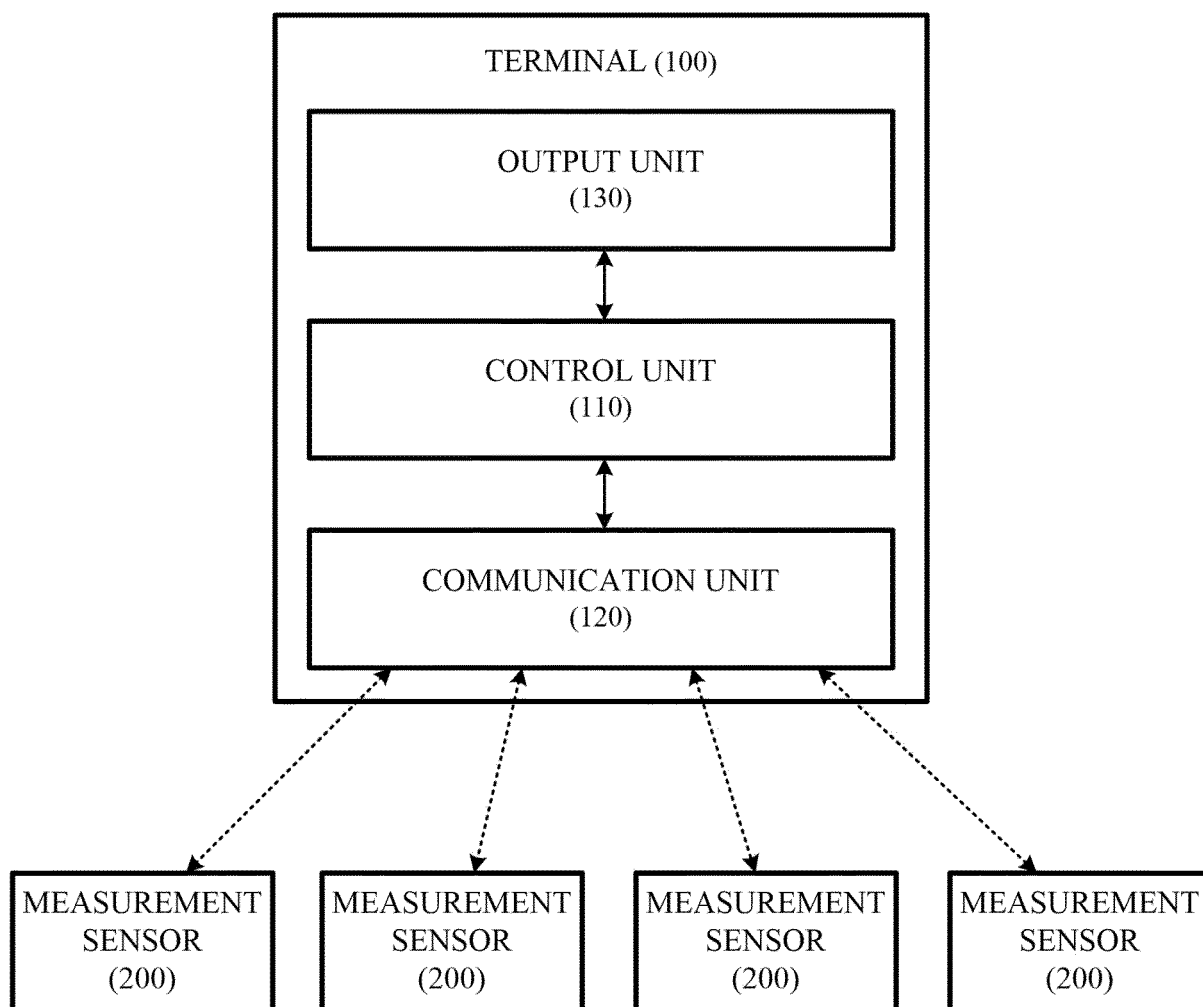 TERMINAL (100)
OUTPUT UNIT
(130)
CONTROL UNIT
(110)
COMMUNICATION UNIT
(120)
MEASUREMENT
SENSOR
(200)
MEASUREMENT
SENSOR
(200)
MEASUREMENT
SENSOR
(200)
MEASUREMENT
SENSOR
(200)